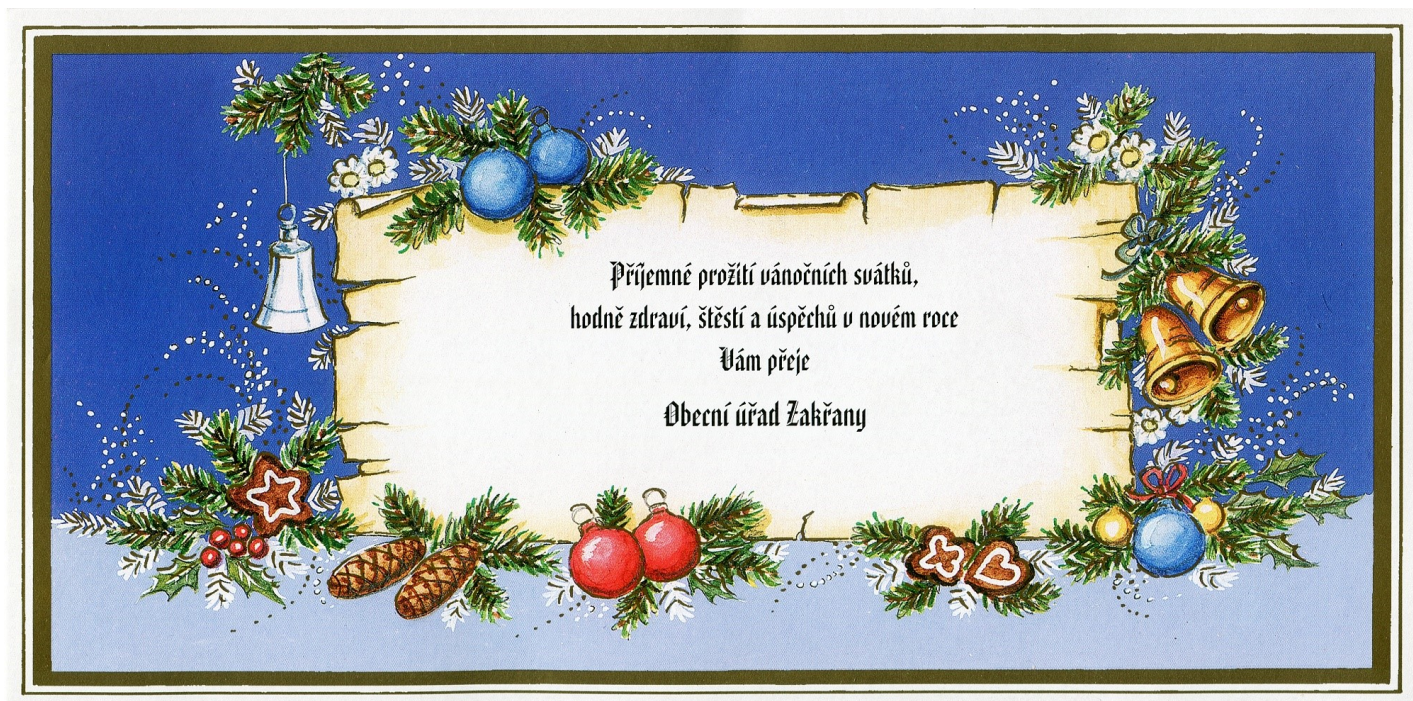 Příjemné prožití vánočních svátků,
hodně zdraví, štěstí a úspěchů v novém roce
Vám přeje
Obecní úřad Zakřany